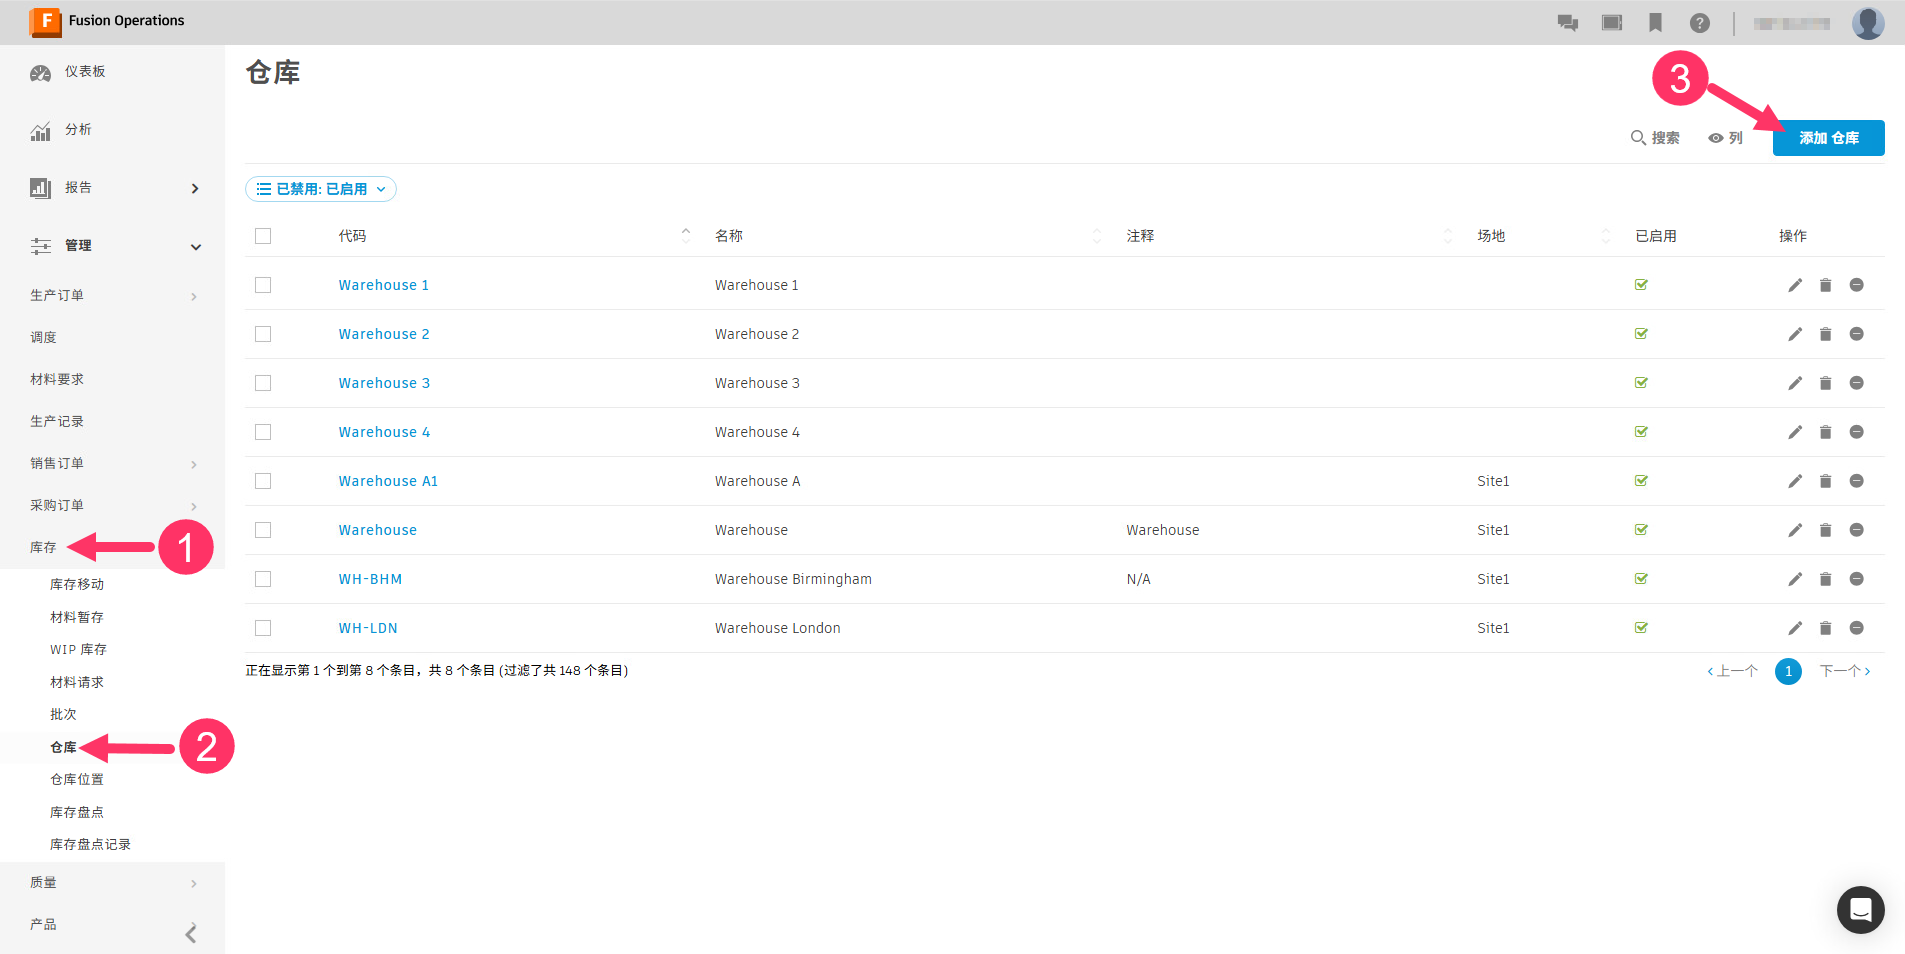 F Fusion Operations
仪表板
分析
报告
管理
生产订单
调度
材料要求
生产记录
销售订单
采购订单
库存
1
库存移动
材料暂存
WIP 库存
材料请求
批次
仓库
2
仓库位置
库存盘点
库存盘点记录
质量
产品
仓库
3
搜索 列 添加 仓库
已禁用: 已启用
代码 名称 注释 场地 已启用 操作
Warehouse 1 Warehouse 1
Warehouse 2 Warehouse 2
Warehouse 3 Warehouse 3
Warehouse 4 Warehouse 4
Warehouse A1 Warehouse A Site1
Warehouse Warehouse Warehouse Site1
WH-BHM Warehouse Birmingham N/A Site1
WH-LDN Warehouse London Site1
正在显示第 1 个到第 8 个条目，共 8 个条目 (过滤了共 148 个条目)
上一个 1 下一个